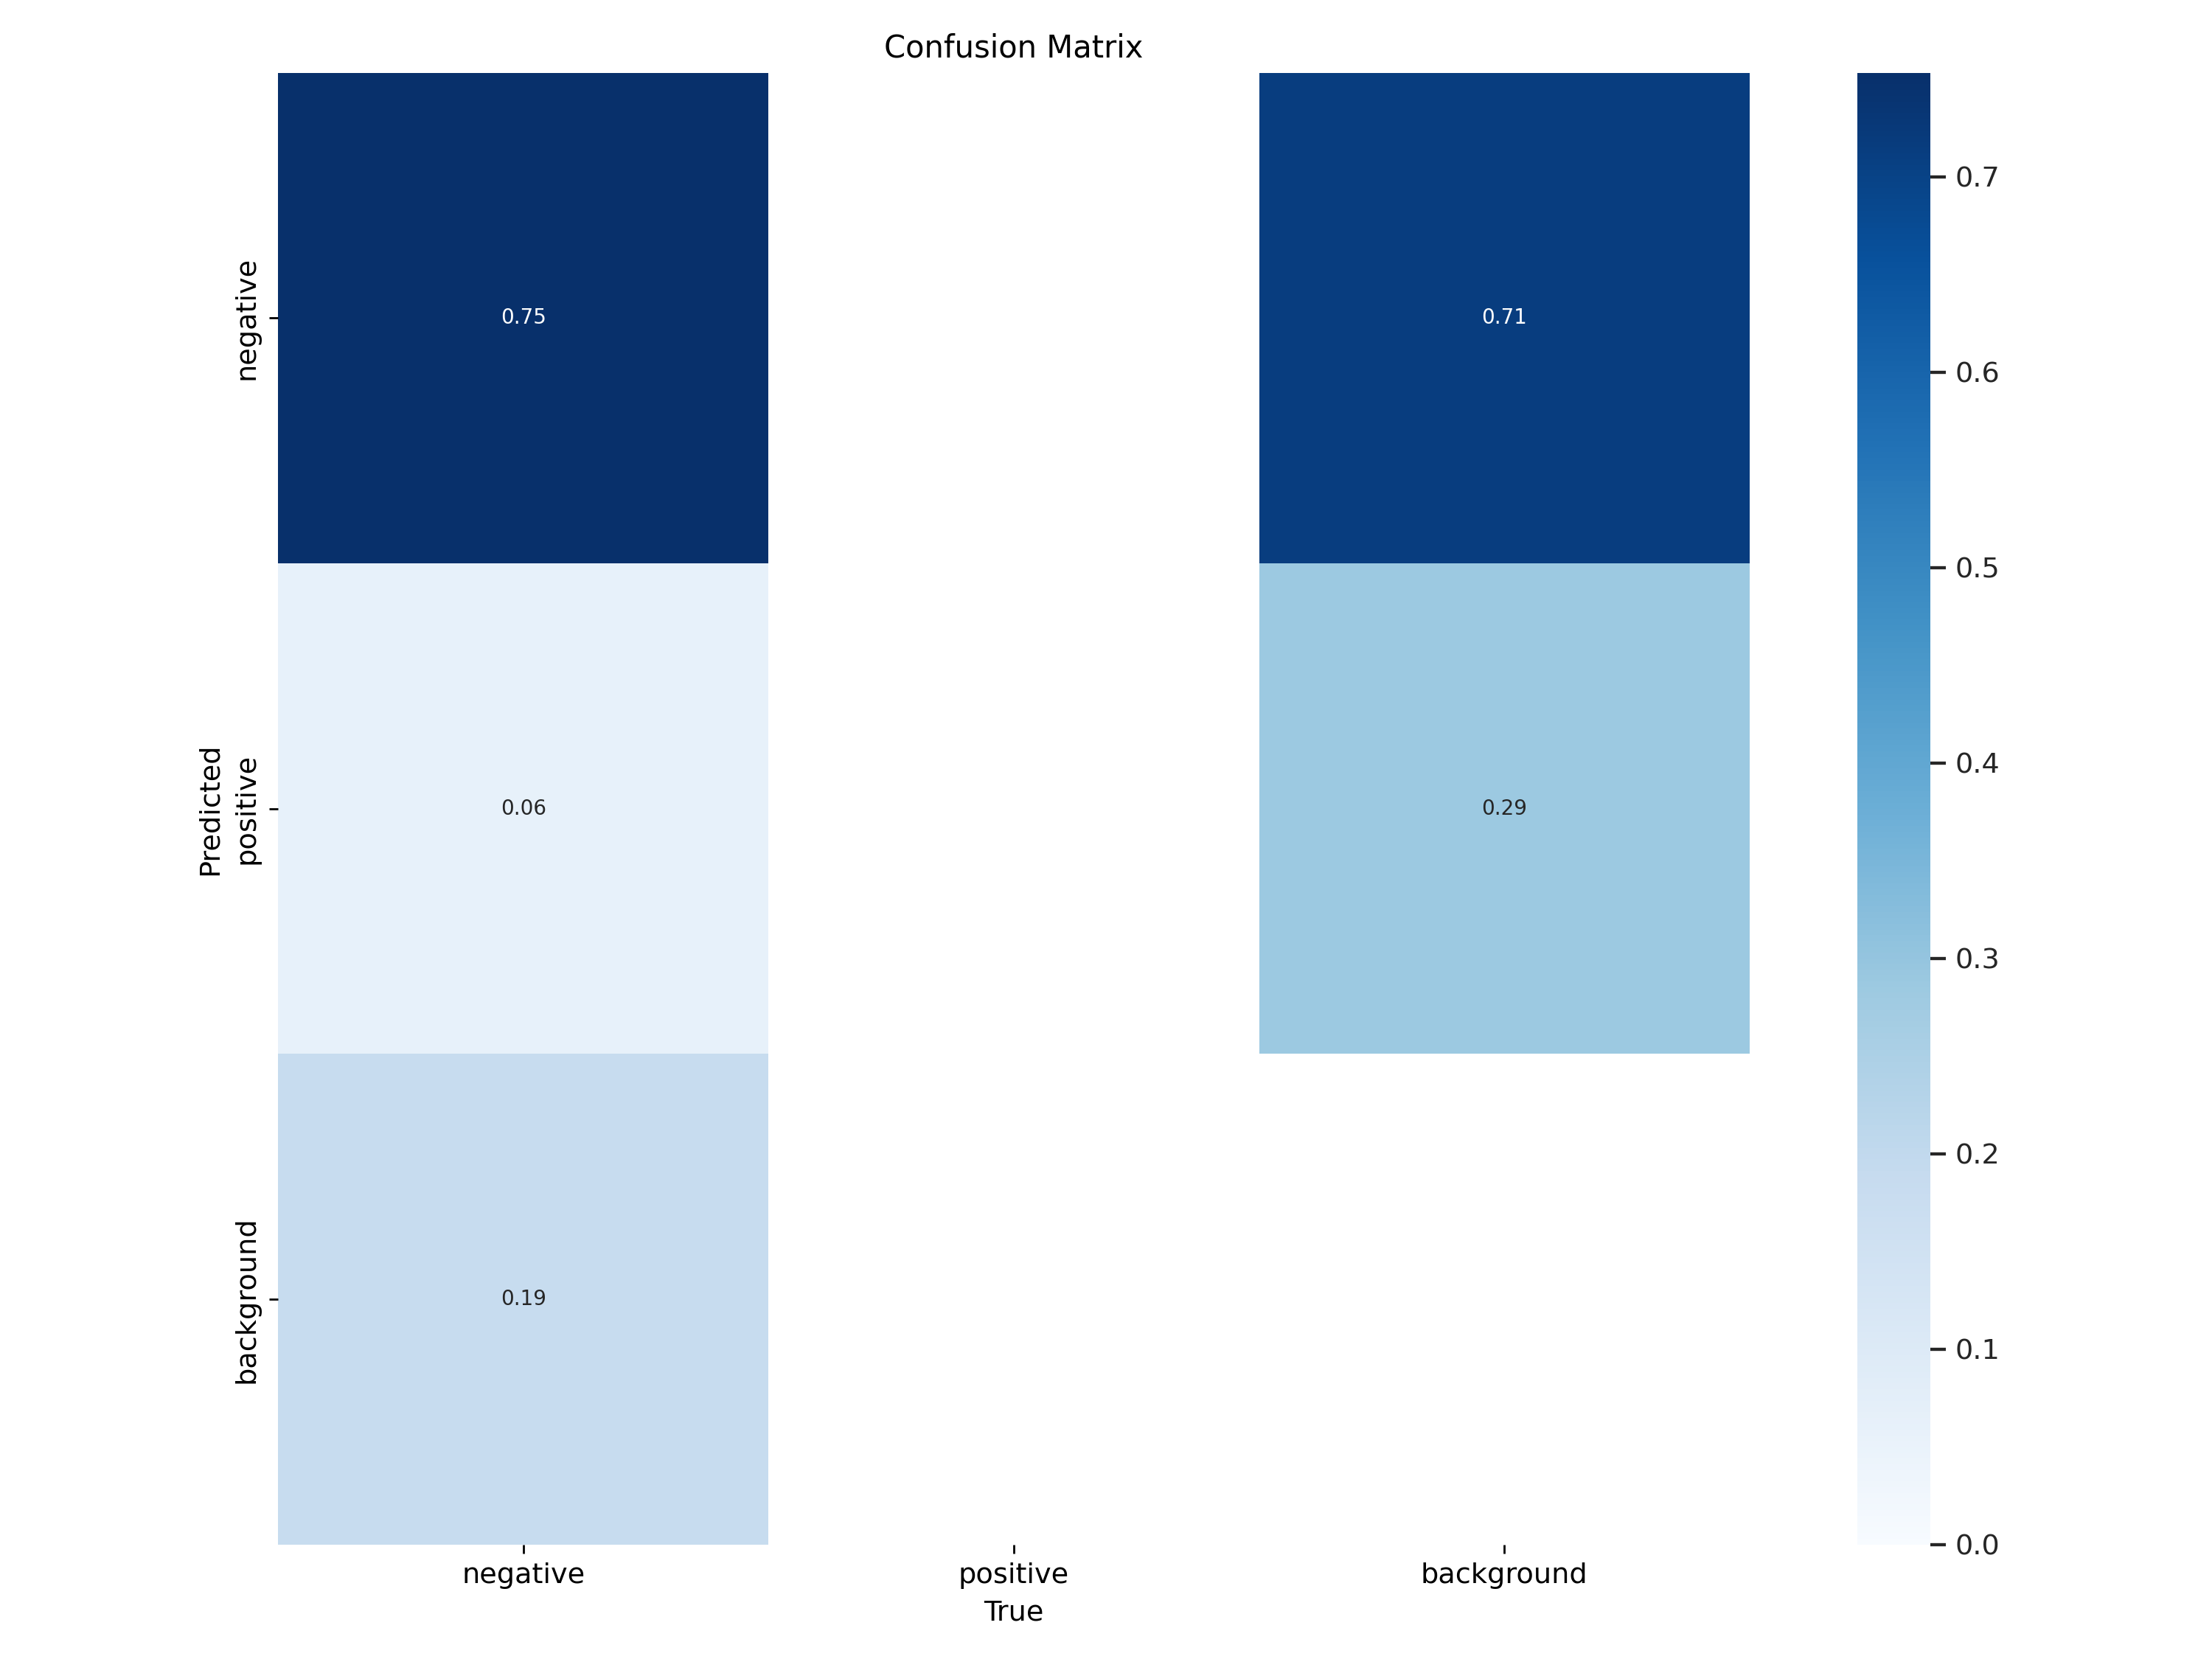 Confusion Matrix
negative
positive
background
Predicted
0.75
0.71
0.06
0.29
0.19
negative
positive
background
True
0.7
0.6
0.5
0.4
0.3
0.2
0.1
0.0